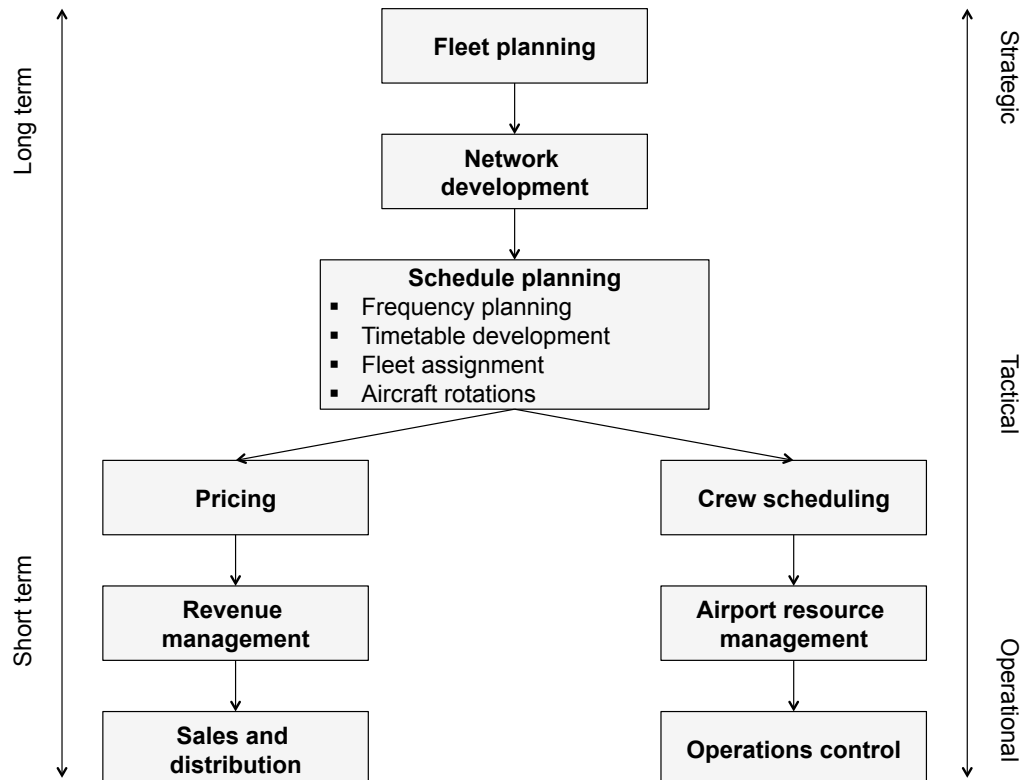 Fleet planning
Long term
Strategic
Network
development
Schedule planning
▪ Frequency planning
▪ Timetable development
▪ Fleet assignment
▪ Aircraft rotations
Tactical
Pricing
Crew scheduling
Short term
Revenue
management
Airport resource
management
Operational
Sales and
distribution
Operations control